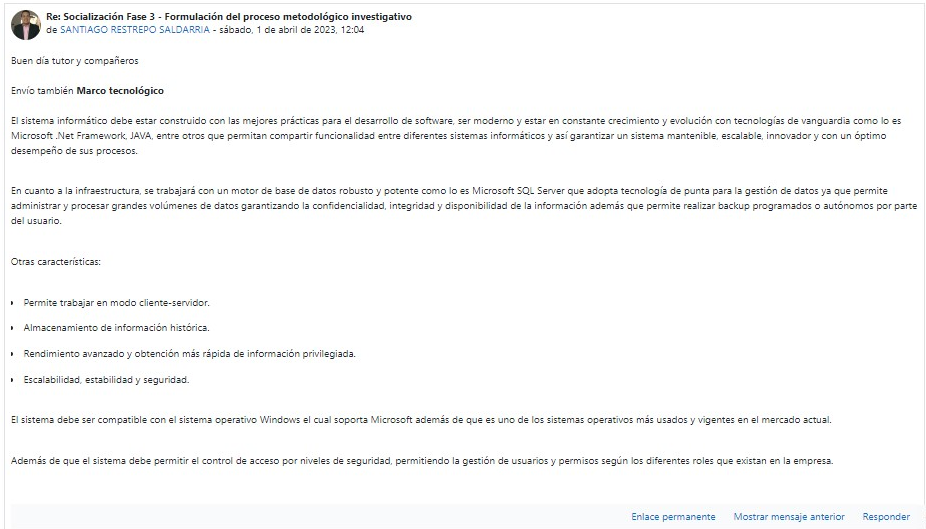 Re: Socialización Fase 3 - Formulación del proceso metodológico investigativo
de SANTIAGO RESTREPO SALDARRIA - sábado, 1 de abril de 2023, 12:04
Buen día tutor y compañeros
Envío también Marco tecnológico
El sistema informático debe estar construido con las mejores prácticas para el desarrollo de software, ser moderno y estar en constante crecimiento y evolución con tecnologías de vanguardia como lo es
Microsoft .Net Framework, JAVA, entre otros que permitan compartir funcionalidad entre diferentes sistemas informáticos y así garantizar un sistema mantenible, escalable, innovador y con un óptimo
desempeño de sus procesos.
En cuanto a la infraestructura, se trabajará con un motor de base de datos robusto y potente como lo es Microsoft SQL Server que adopta tecnología de punta para la gestión de datos ya que permite
administrar y procesar grandes volúmenes de datos garantizando la confidencialidad, integridad y disponibilidad de la información además que permite realizar backup programados o autónomos por parte
del usuario.
Otras características:
Permite trabajar en modo cliente-servidor.
Almacenamiento de información histórica.
Rendimiento avanzado y obtención más rápida de información privilegiada.
Escalabilidad, estabilidad y seguridad.
El sistema debe ser compatible con el sistema operativo Windows el cual soporta Microsoft además de que es uno de los sistemas operativos más usados y vigentes en el mercado actual.
Además de que el sistema debe permitir el control de acceso por niveles de seguridad, permitiendo la gestión de usuarios y permisos según los diferentes roles que existan en la empresa.
Enlace permanente Mostrar mensaje anterior Responder